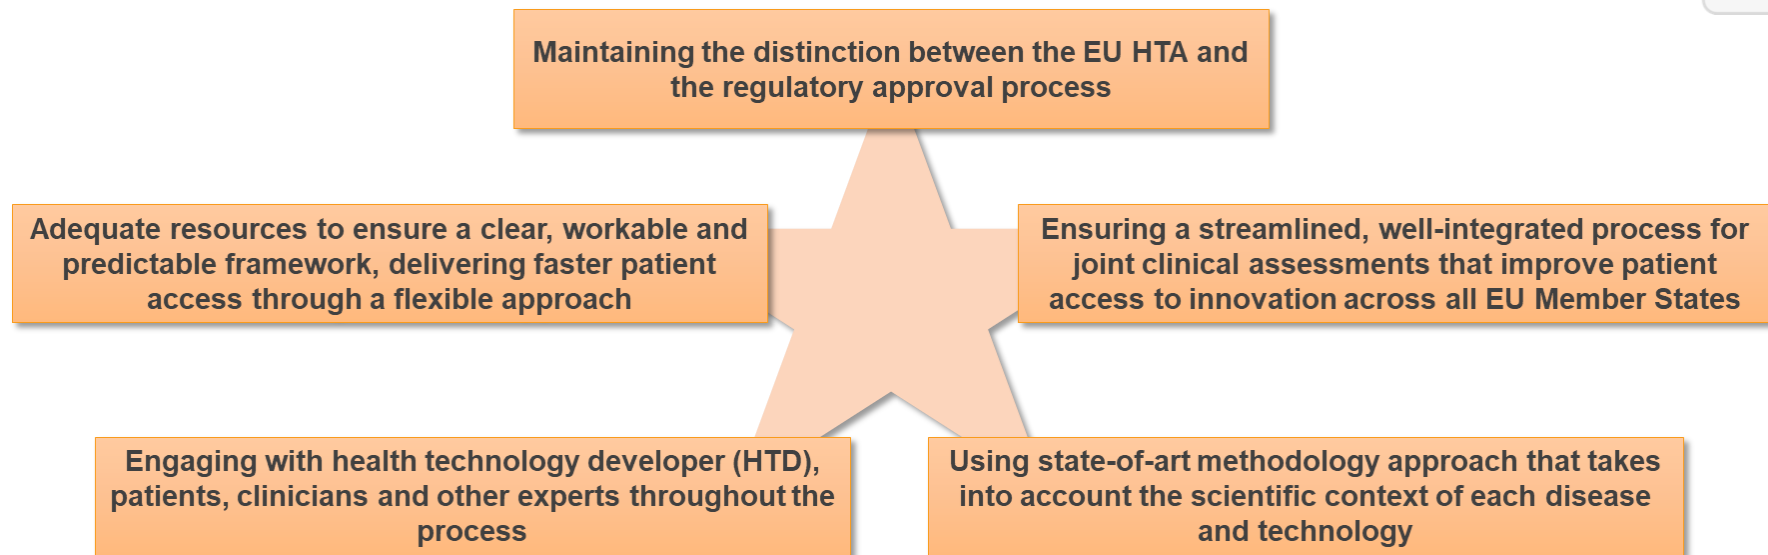 Maintaining the distinction between the EU HTA and
the regulatory approval process
Adequate resources to ensure a clear, workable and
predictable framework, delivering faster patient
access through a flexible approach
Ensuring a streamlined, well-integrated process for
joint clinical assessments that improve patient
access to innovation across all EU Member States
Engaging with health technology developer (HTD),
patients, clinicians and other experts throughout the
process
Using state-of-art methodology approach that takes
into account the scientific context of each disease
and technology